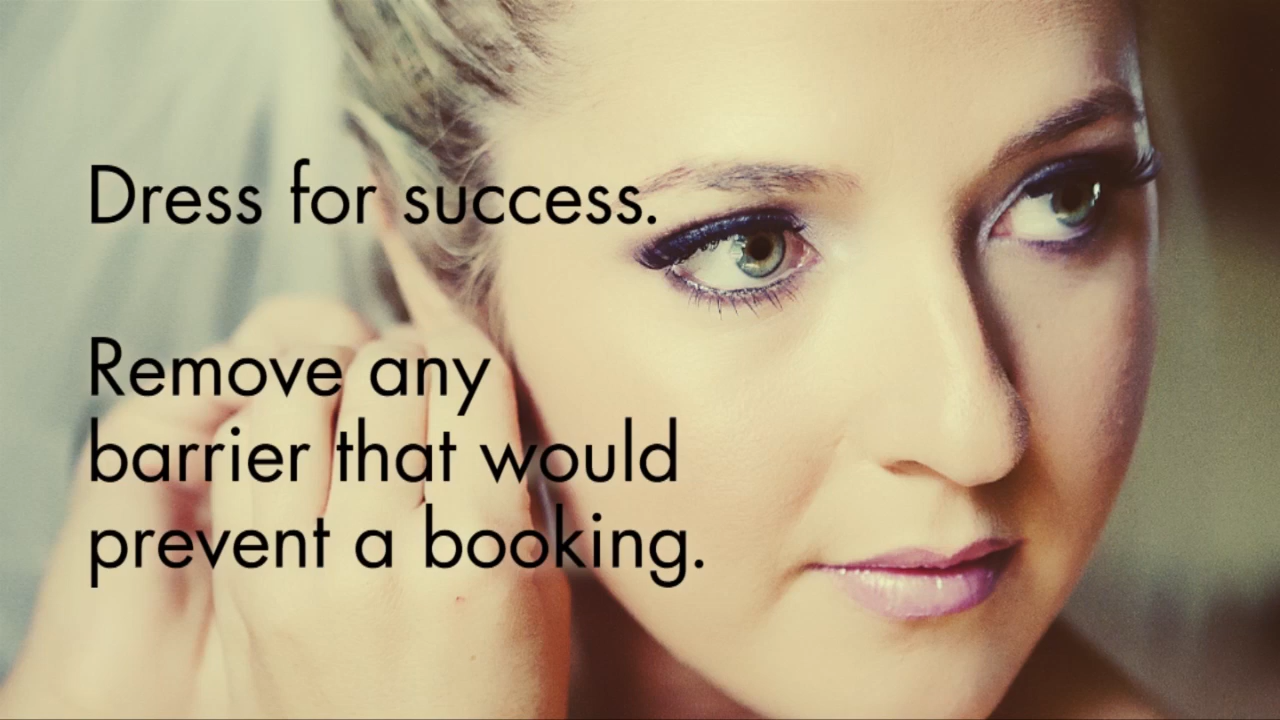 Dress for success.
Remove any
barrier that would
prevent a booking.